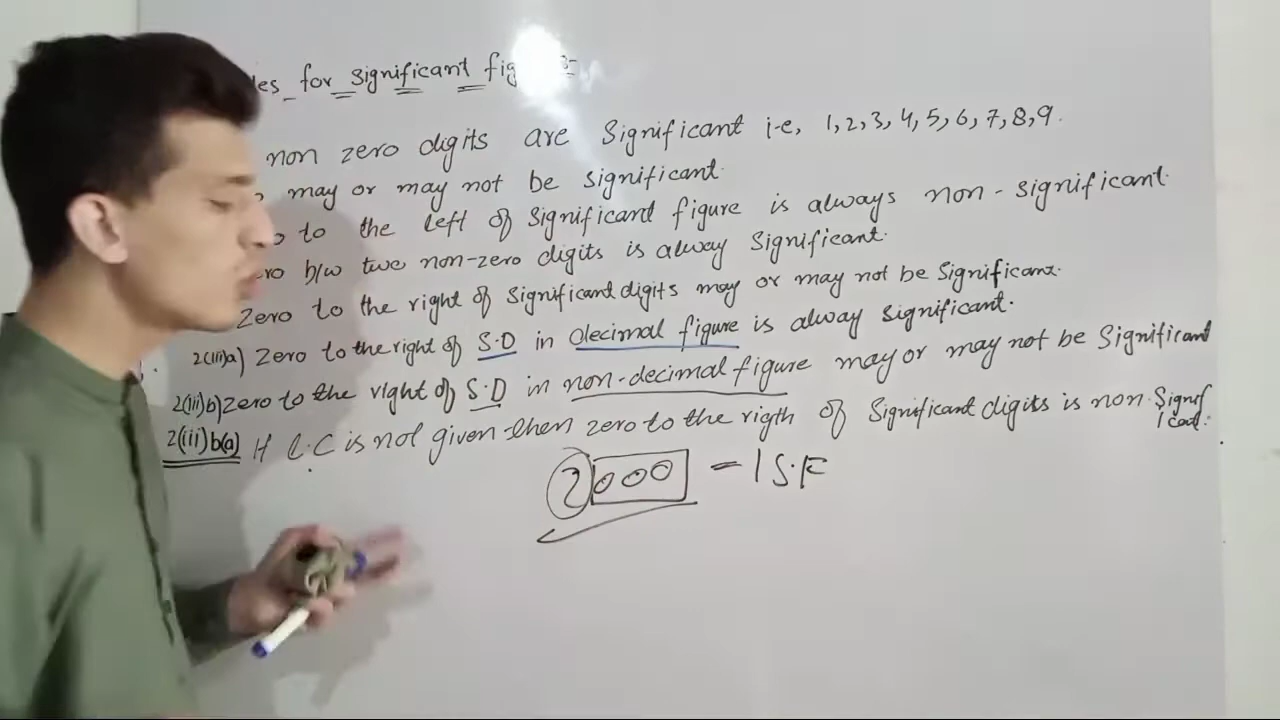 les for significant fig
non zero digits are Significant i-e, 1,2,3, 4,5,6,7,8,9.
may or may not be significant.
o to the left of Significant figure is always non-significant.
ro b/w two non-zero digits is alway Significant.
Zero to the right of Significant digits may or may not be Significant.
2(iii)a) Zero to the right of S.D in decimal figure is alway significant.
2(iii)b) Zero to the right of S.D in non-decimal figure may or may not be Significant
2(iii)b(a) If L.C is not given then zero to the rigth of Significant digits is non-Significant.
2000 - 1 S.F